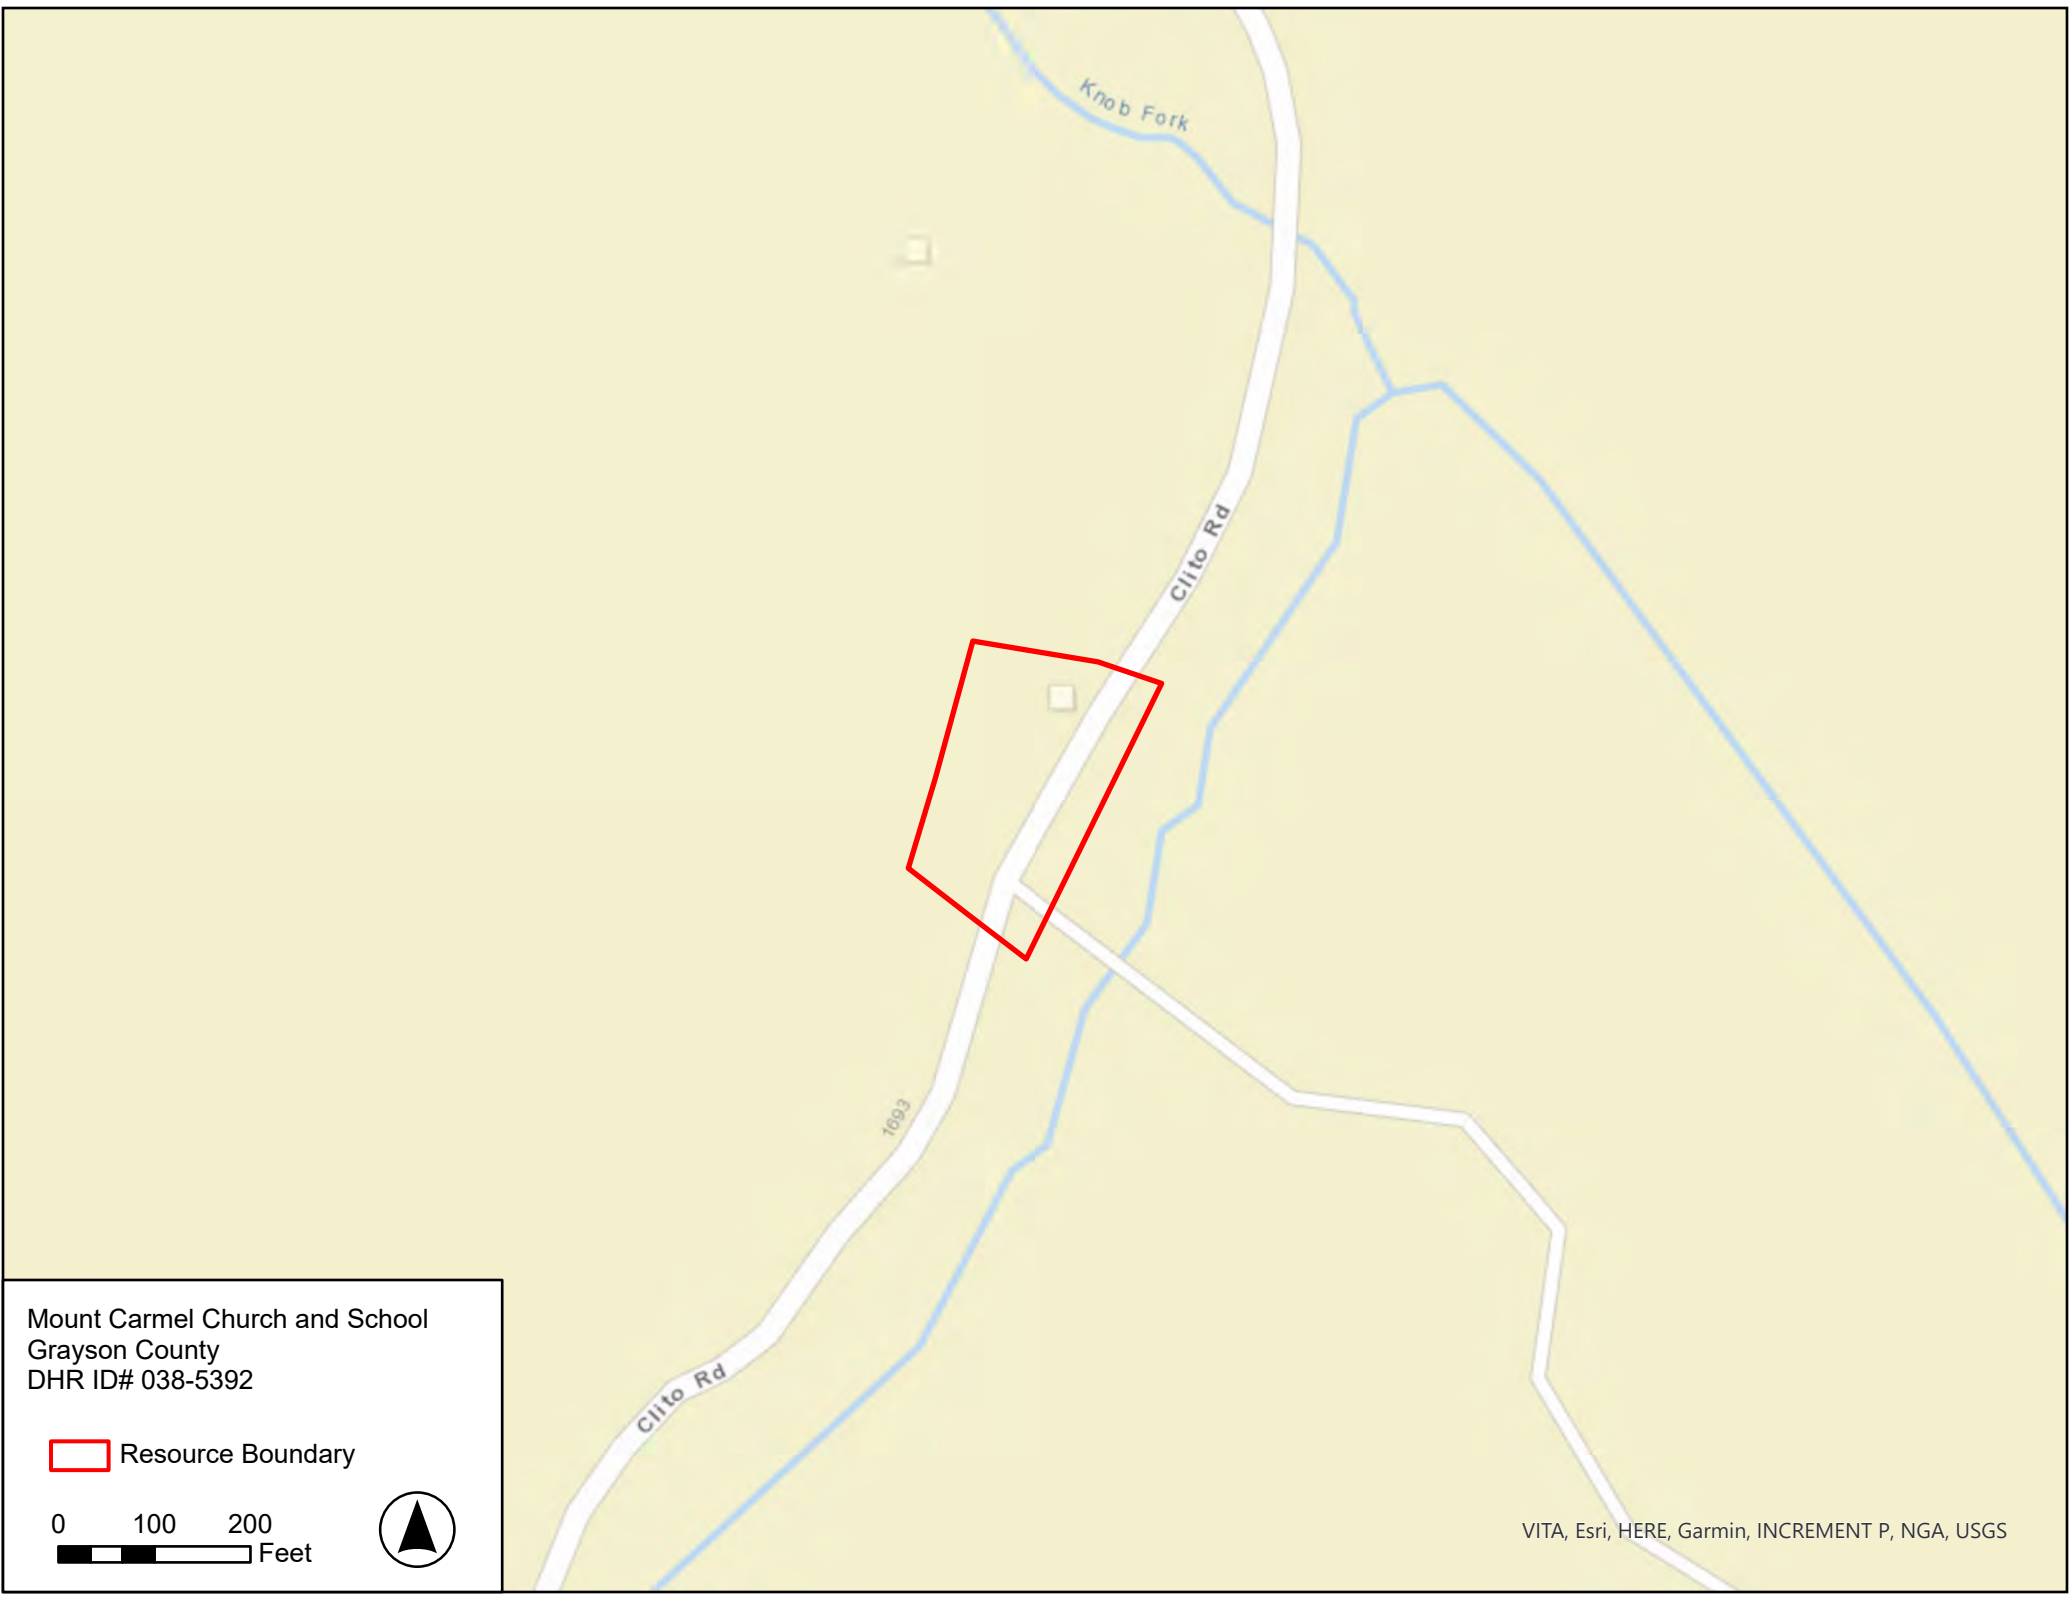 Knob Fork
Clito Rd
1693
Clito Rd
Mount Carmel Church and School
Grayson County
DHR ID# 038-5392
Resource Boundary
0 100 200
Feet
VITA, Esri, HERE, Garmin, INCREMENT P, NGA, USGS